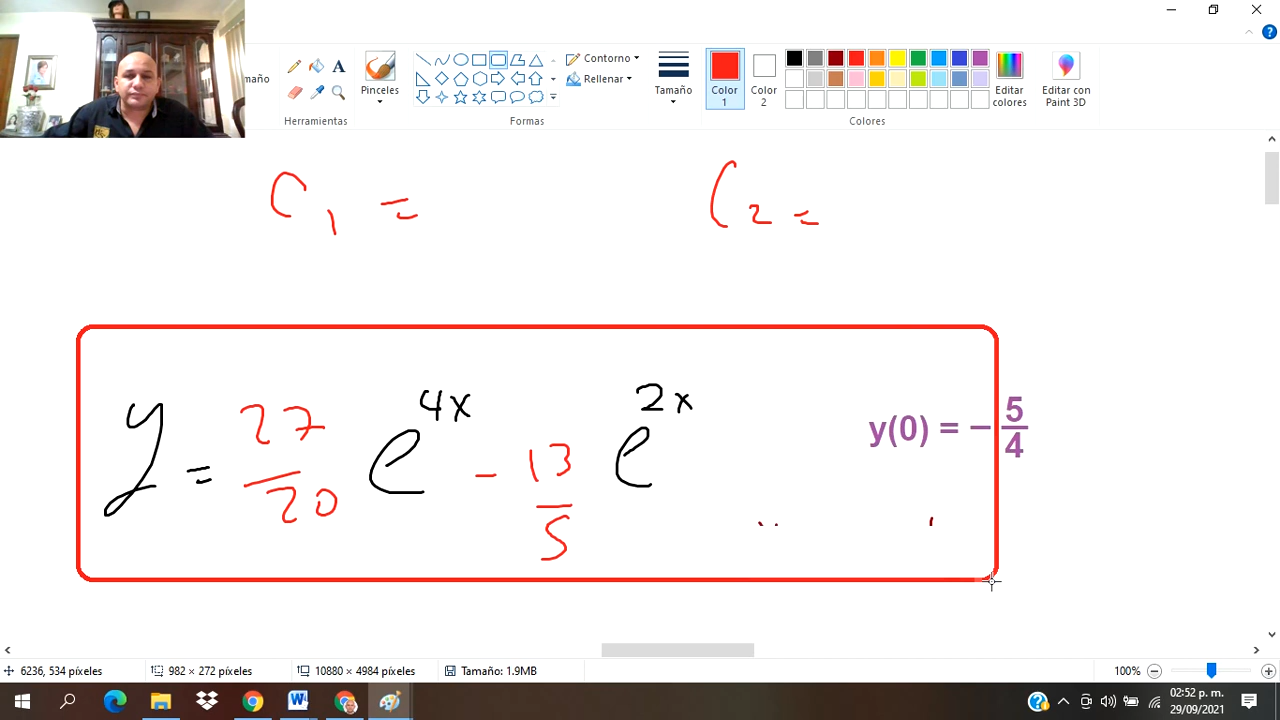 Contorno
Rellenar
maño
Pinceles
Tamaño
Color 1
Color 2
Editar colores
Editar con Paint 3D
Herramientas
Formas
Colores
C₁ =
C₂ =
y = 27/20 e^4x - 13/5 e^2x
y(0) = - 5/4
6236, 534 píxeles
982 × 272 píxeles
10880 × 4984 píxeles
Tamaño: 1.9MB
100%
02:52 p. m.
29/09/2021